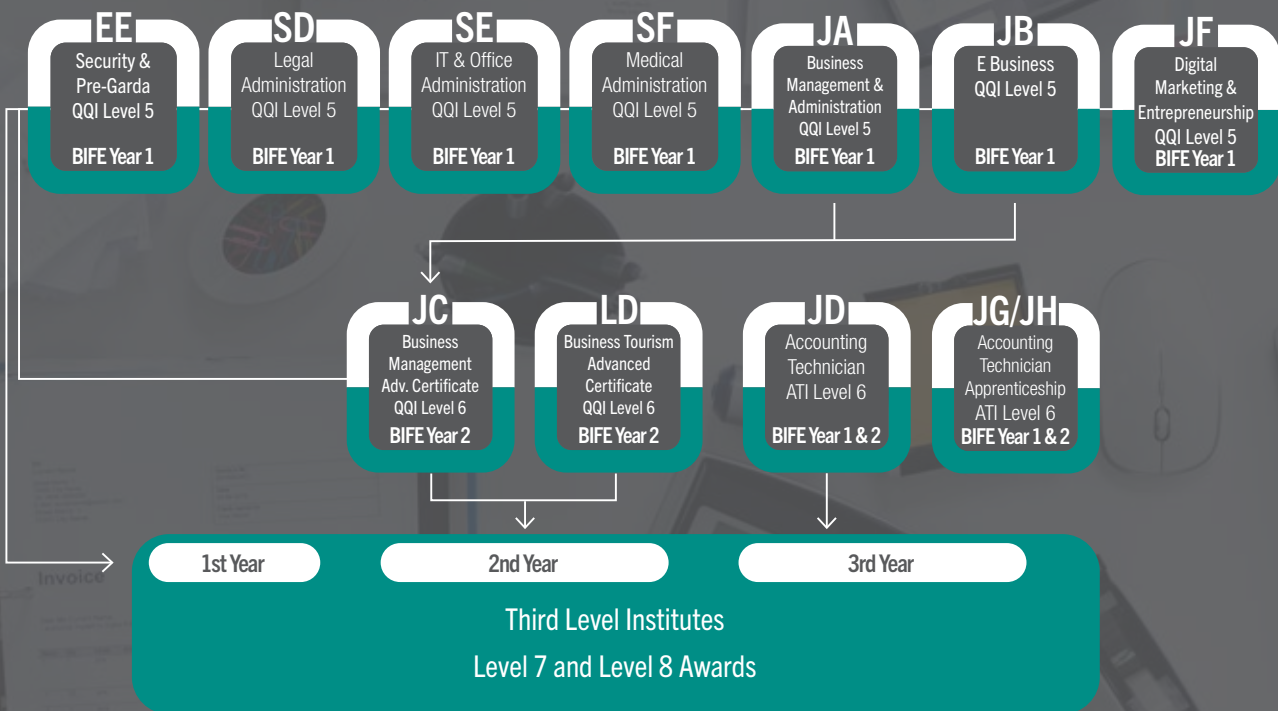 EE
Security &
Pre-Garda
QQI Level 5
BIFE Year 1
SD
Legal
Administration
QQI Level 5
BIFE Year 1
SE
IT & Office
Administration
QQI Level 5
BIFE Year 1
SF
Medical
Administration
QQI Level 5
BIFE Year 1
JA
Business
Management &
Administration
QQI Level 5
BIFE Year 1
JB
E Business
QQI Level 5
BIFE Year 1
JF
Digital
Marketing &
Entrepreneurship
QQI Level 5
BIFE Year 1
JC
Business
Management
Adv. Certificate
QQI Level 6
BIFE Year 2
LD
Business Tourism
Advanced
Certificate
QQI Level 6
BIFE Year 2
JD
Accounting
Technician
ATI Level 6
BIFE Year 1 & 2
JG/JH
Accounting
Technician
Apprenticeship
ATI Level 6
BIFE Year 1 & 2
1st Year
2nd Year
3rd Year
Third Level Institutes
Level 7 and Level 8 Awards
Invoice